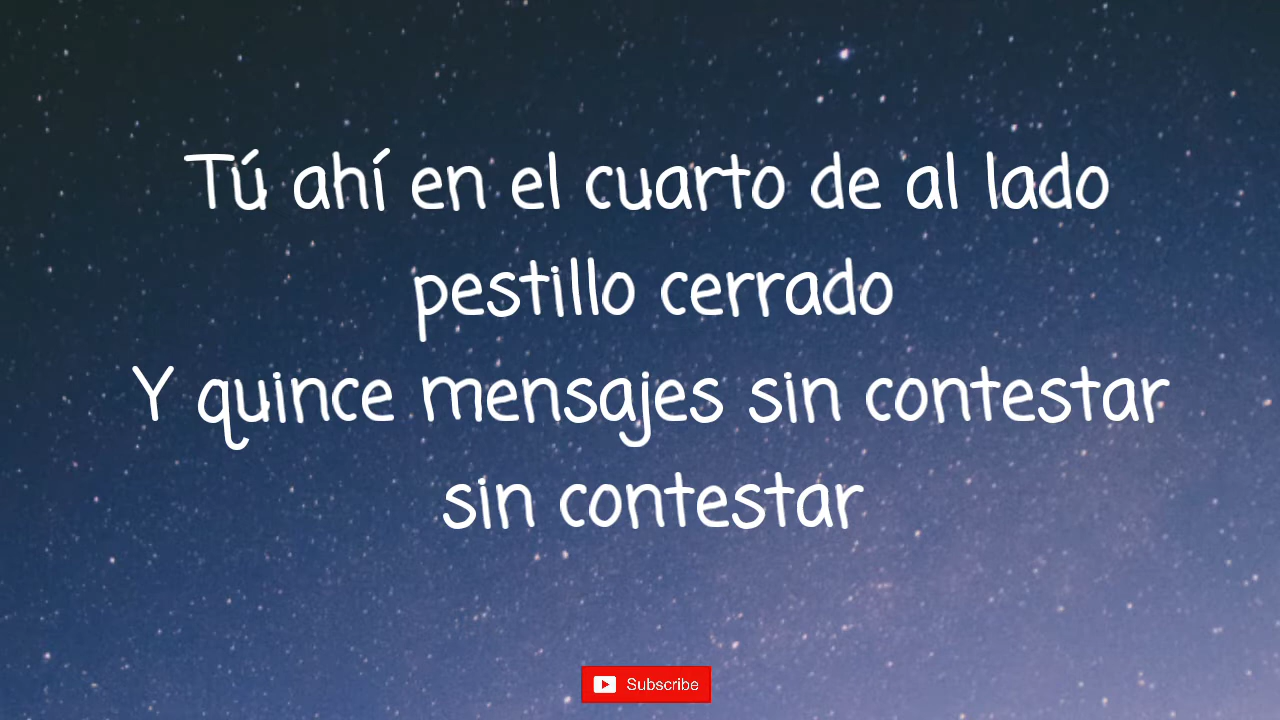 Tú ahí en el cuarto de al lado
pestillo cerrado
Y quince mensajes sin contestar
sin contestar
Subscribe